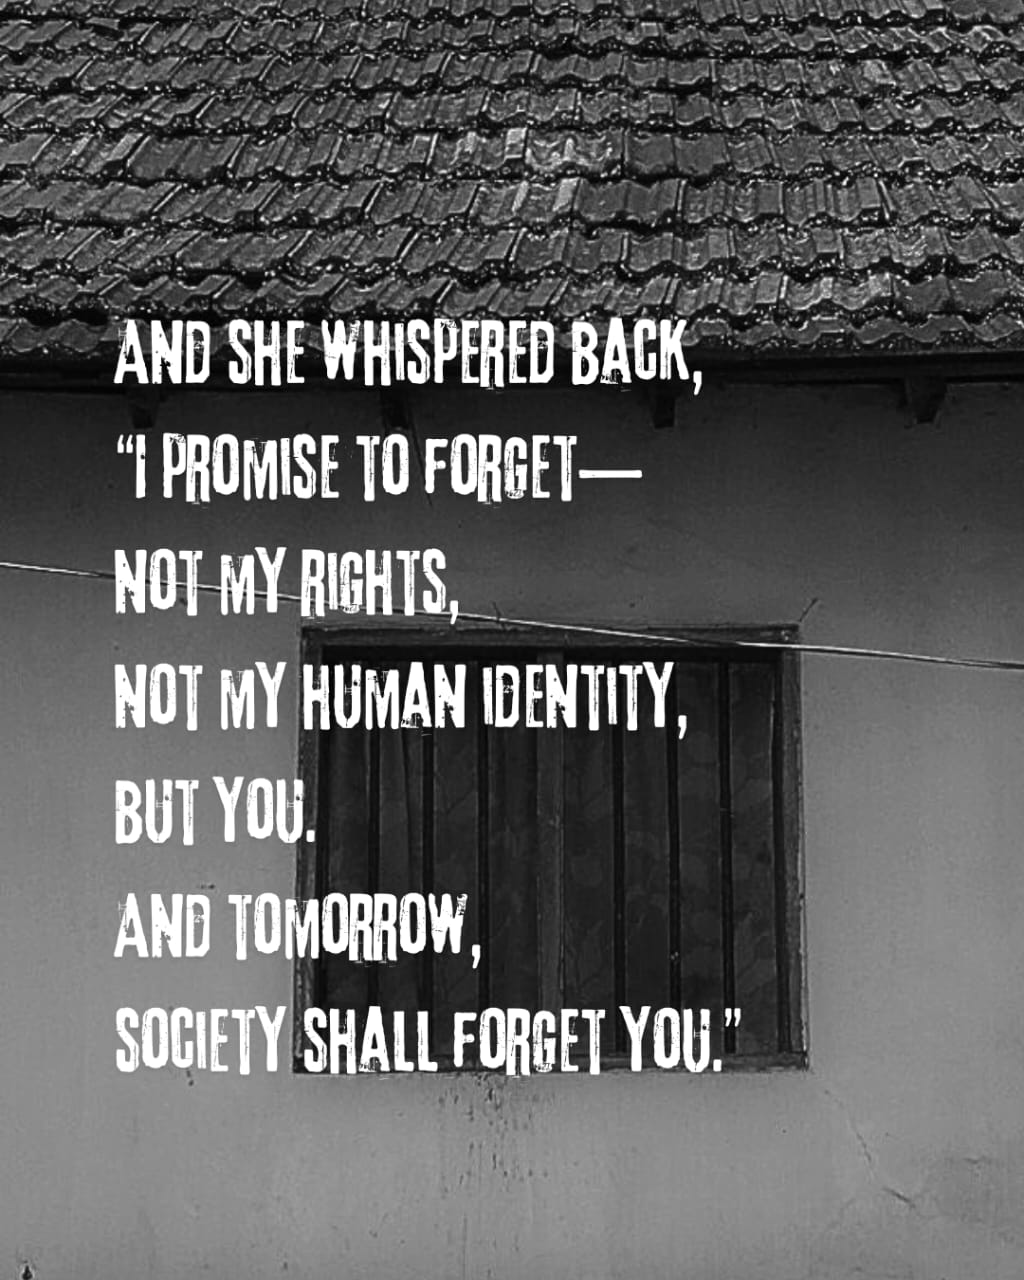 AND SHE WHISPERED BACK,
“I PROMISE TO FORGET—
NOT MY RIGHTS,
NOT MY HUMAN IDENTITY,
BUT YOU.
AND TOMORROW,
SOCIETY SHALL FORGET YOU.”